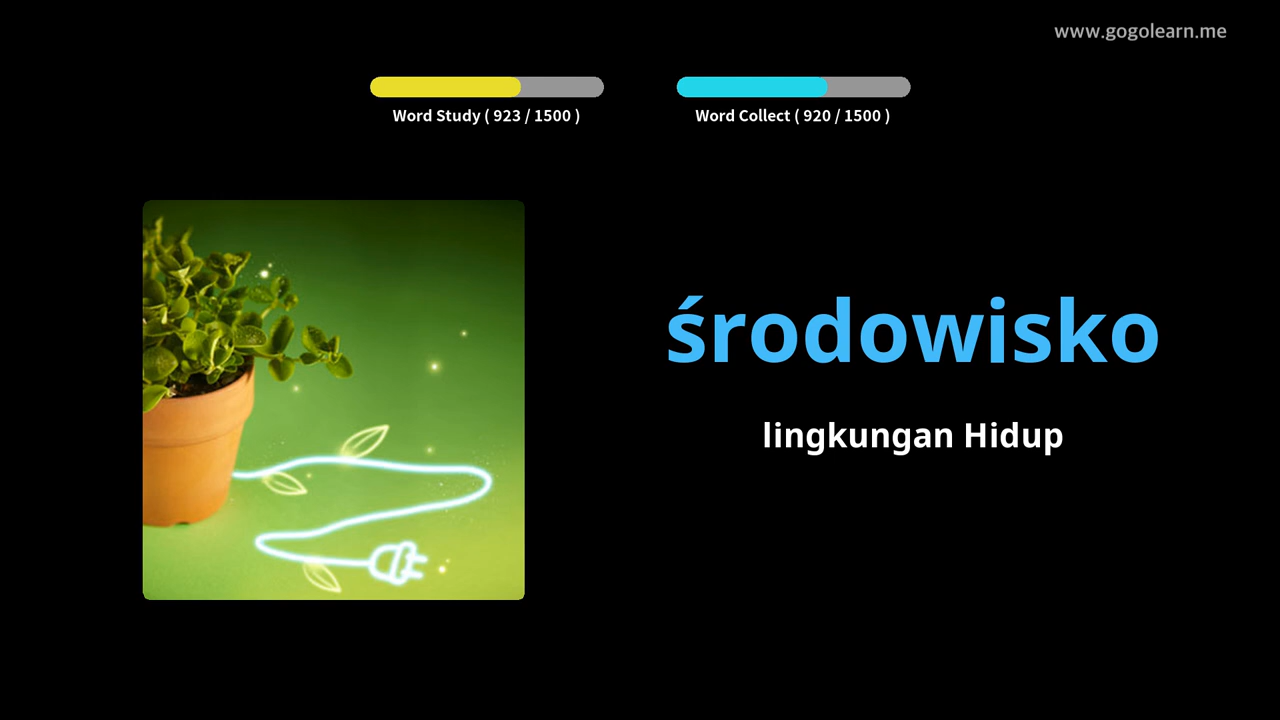 www.gogolearn.me
Word Study ( 923 / 1500 )
Word Collect ( 920 / 1500 )
środowisko
lingkungan Hidup